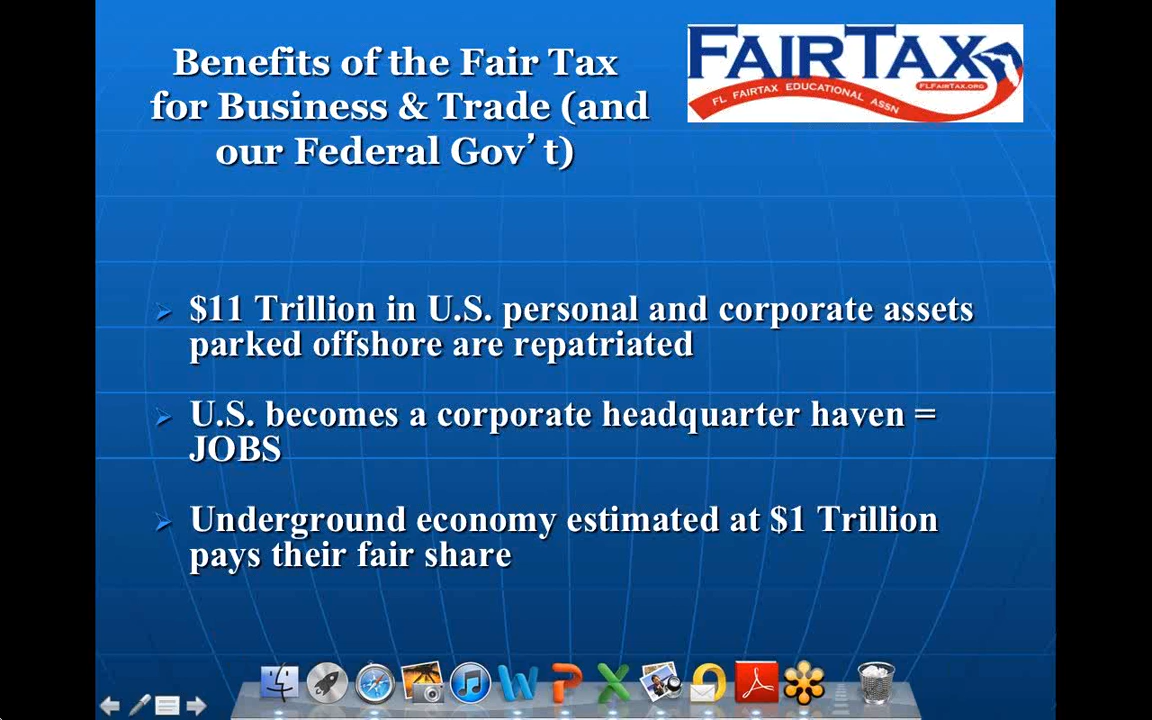 Benefits of the Fair Tax
for Business & Trade (and
our Federal Gov’t)
FAIRTAX
FL FAIRTAX EDUCATIONAL ASSN
FLFAIRTAX.ORG
$11 Trillion in U.S. personal and corporate assets
parked offshore are repatriated
U.S. becomes a corporate headquarter haven =
JOBS
Underground economy estimated at $1 Trillion
pays their fair share